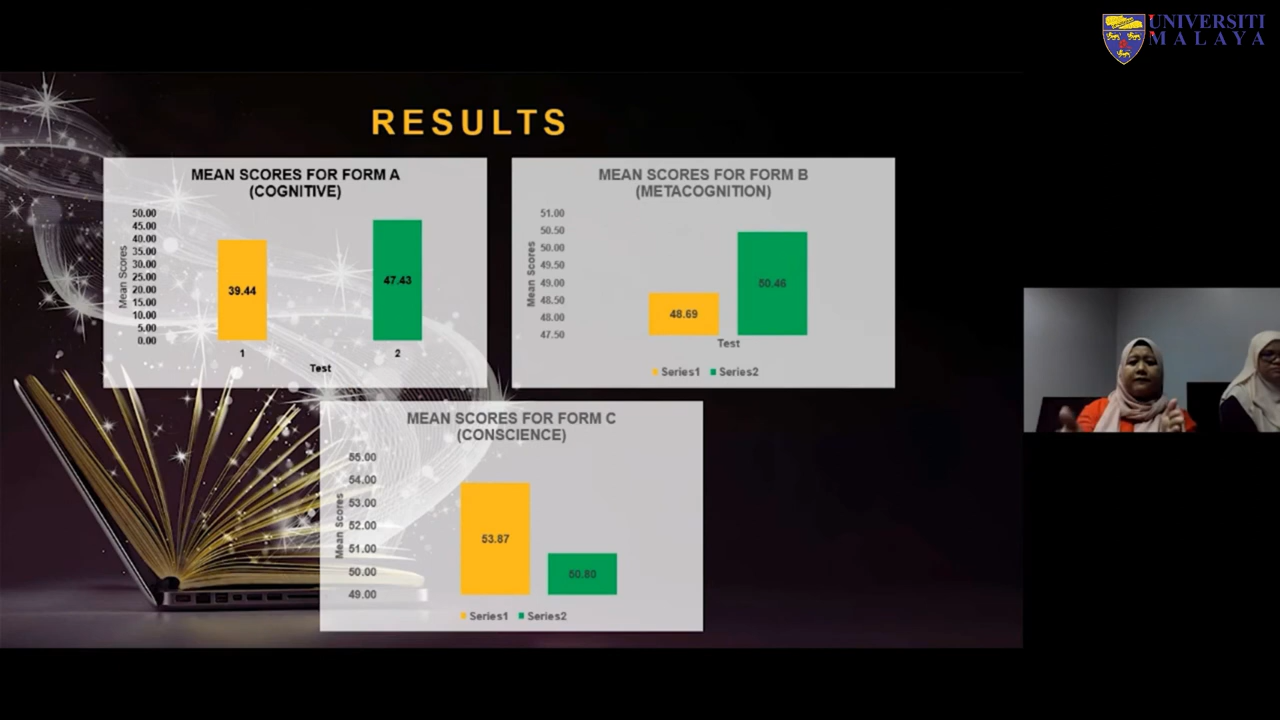 UNIVERSITI
MALAYA
RESULTS
MEAN SCORES FOR FORM A
(COGNITIVE)
Mean Scores
50.00
45.00
40.00
35.00
30.00
25.00
20.00
15.00
10.00
5.00
0.00
39.44
47.43
1
2
Test
MEAN SCORES FOR FORM B
(METACOGNITION)
Mean Scores
51.00
50.50
50.00
49.50
49.00
48.50
48.00
47.50
48.69
50.46
Test
Series1 Series2
MEAN SCORES FOR FORM C
(CONSCIENCE)
Mean Scores
55.00
54.00
53.00
52.00
51.00
50.00
49.00
53.87
50.80
Series1 Series2